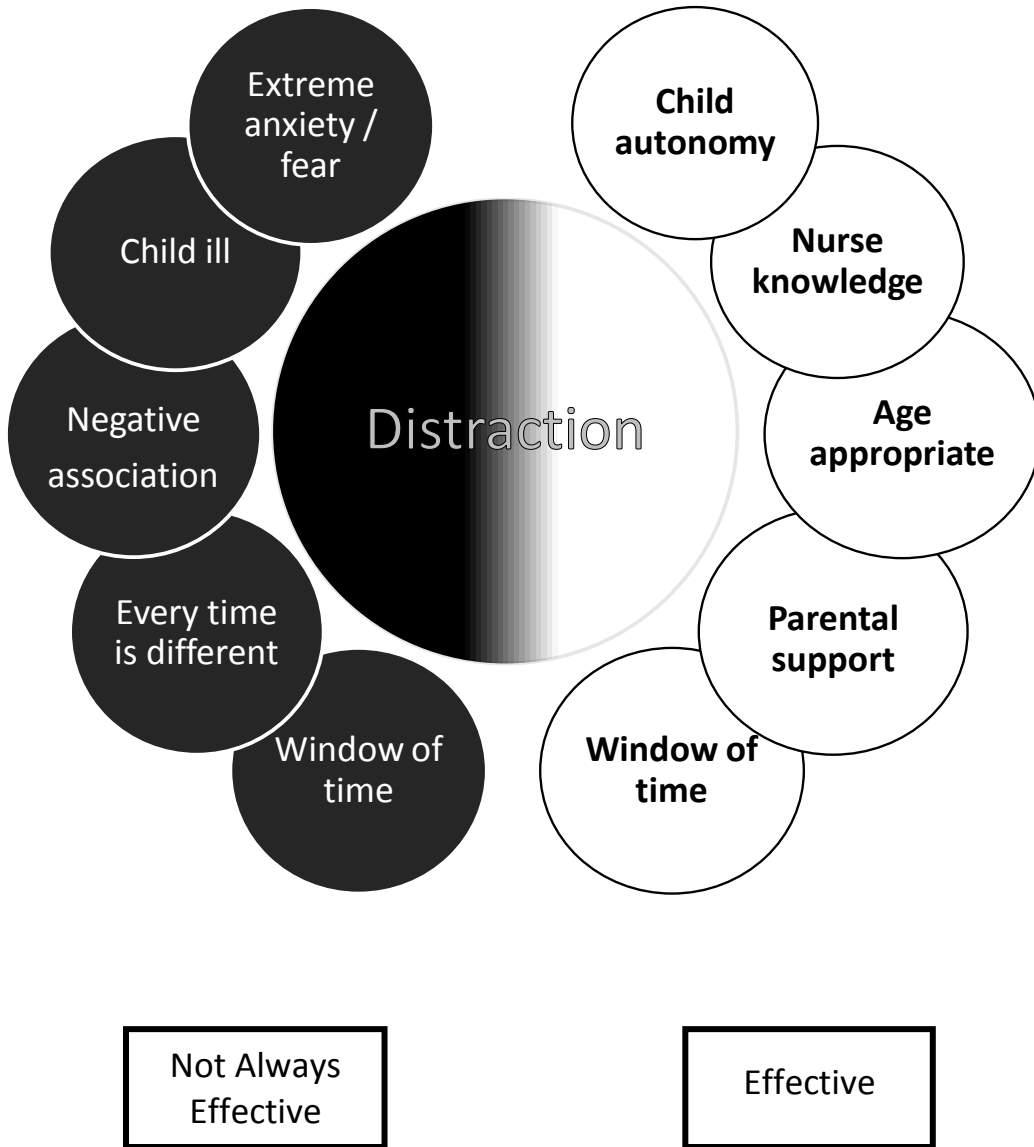 Extreme
anxiety /
fear
Child ill
Negative
association
Every time
is different
Window of
time
Distraction
Child
autonomy
Nurse
knowledge
Age
appropriate
Parental
support
Window of
time
Not Always
Effective
Effective